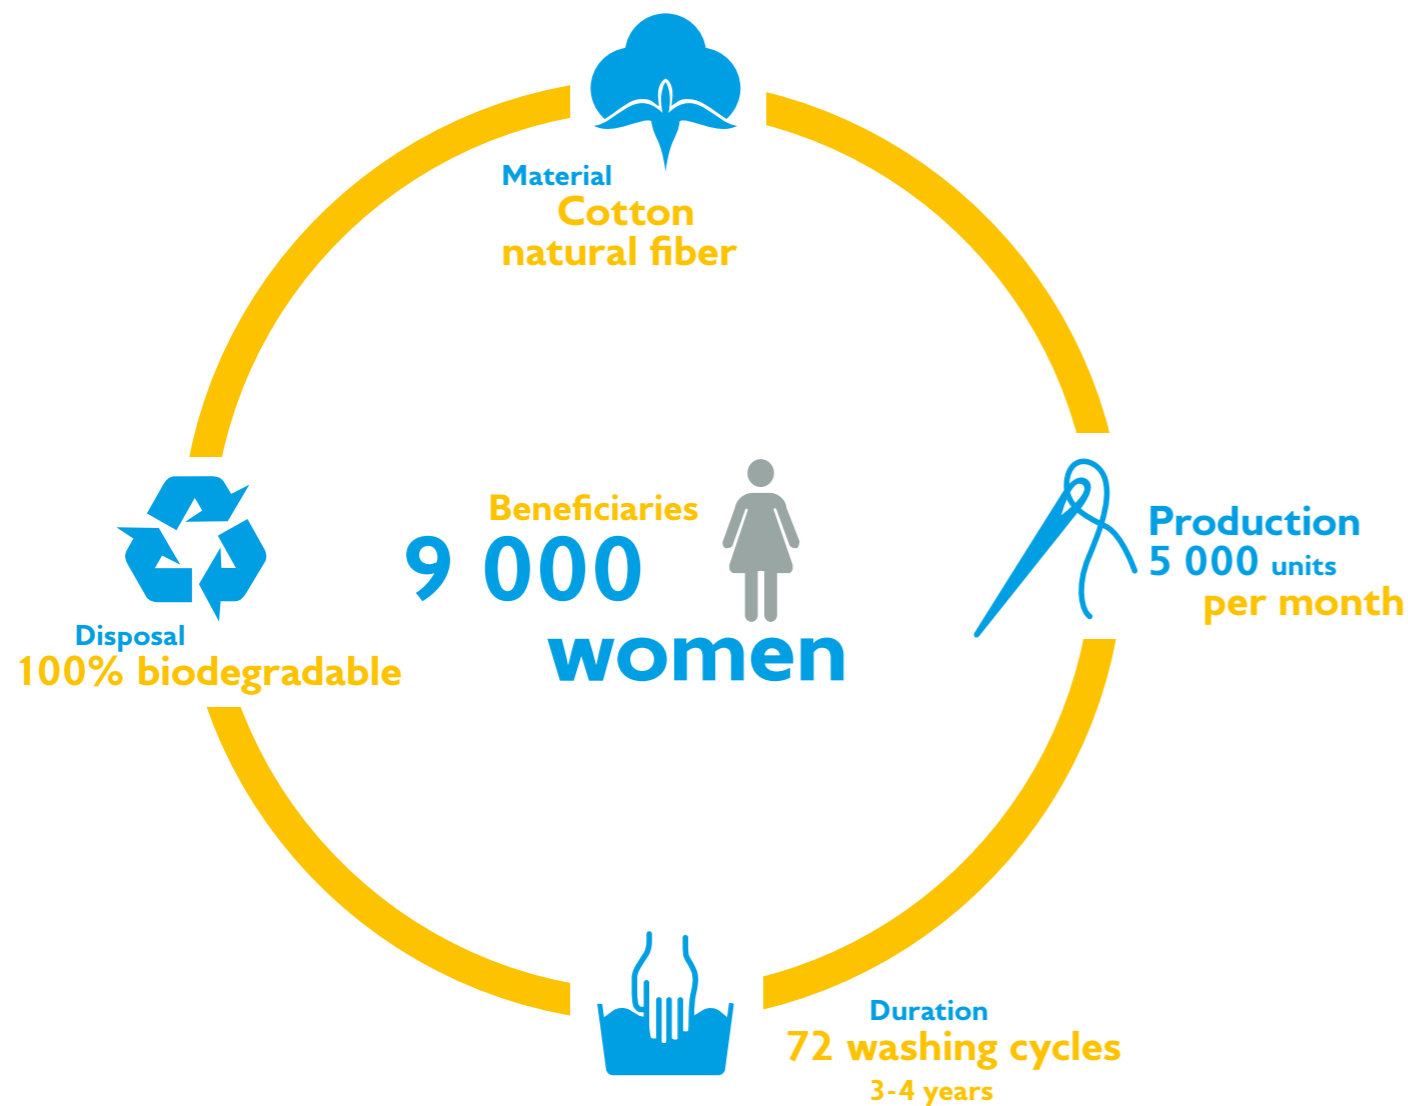 Material
Cotton
natural fiber
Beneficiaries
9 000
women
Production
5 000 units
per month
Disposal
100% biodegradable
Duration
72 washing cycles
3-4 years